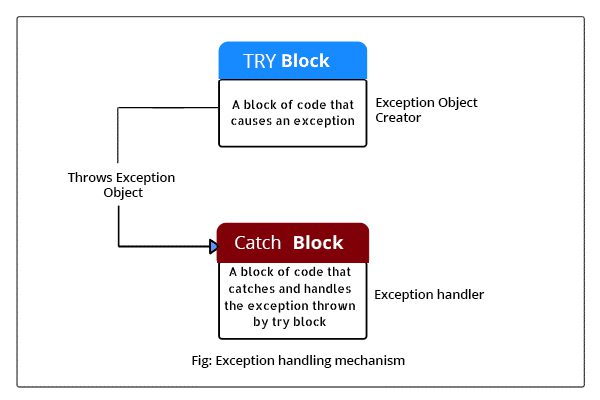 TRY Block
A block of code that
causes an exception
Exception Object
Creator
Throws Exception
Object
Catch Block
A block of code that
catches and handles
the exception thrown
by try block
Exception handler
Fig: Exception handling mechanism